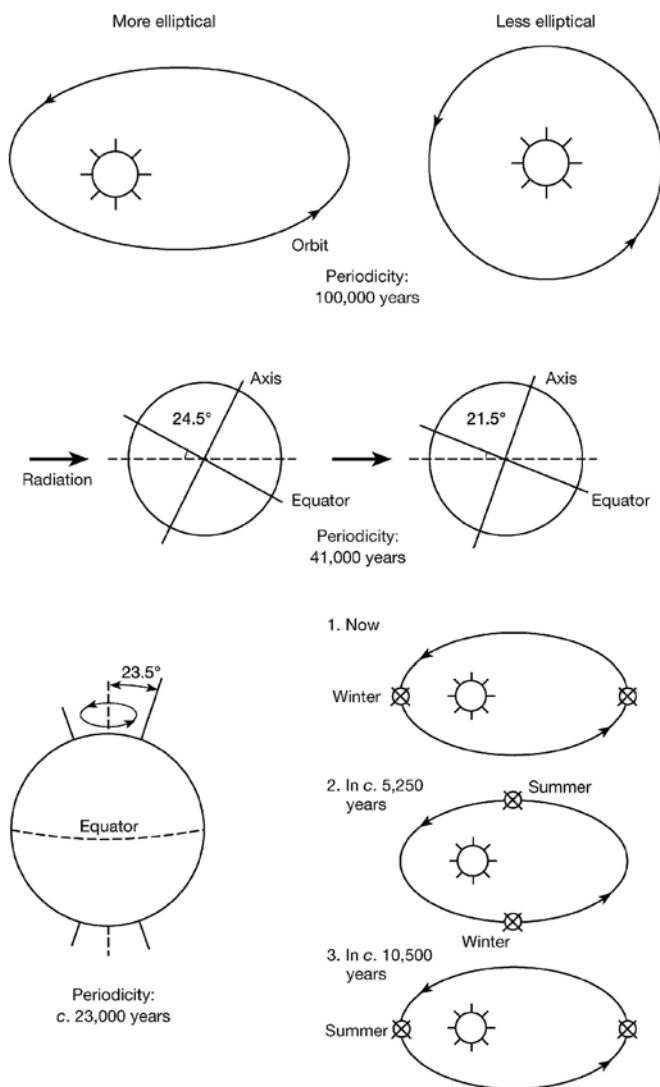 More elliptical
Less elliptical
Orbit
Periodicity:
100,000 years
Axis
24.5°
Radiation
Equator
Axis
21.5°
Equator
Periodicity:
41,000 years
23.5°
Equator
Periodicity:
c. 23,000 years
1. Now
Winter
2. In c. 5,250
years
Summer
Winter
3. In c. 10,500
years
Summer